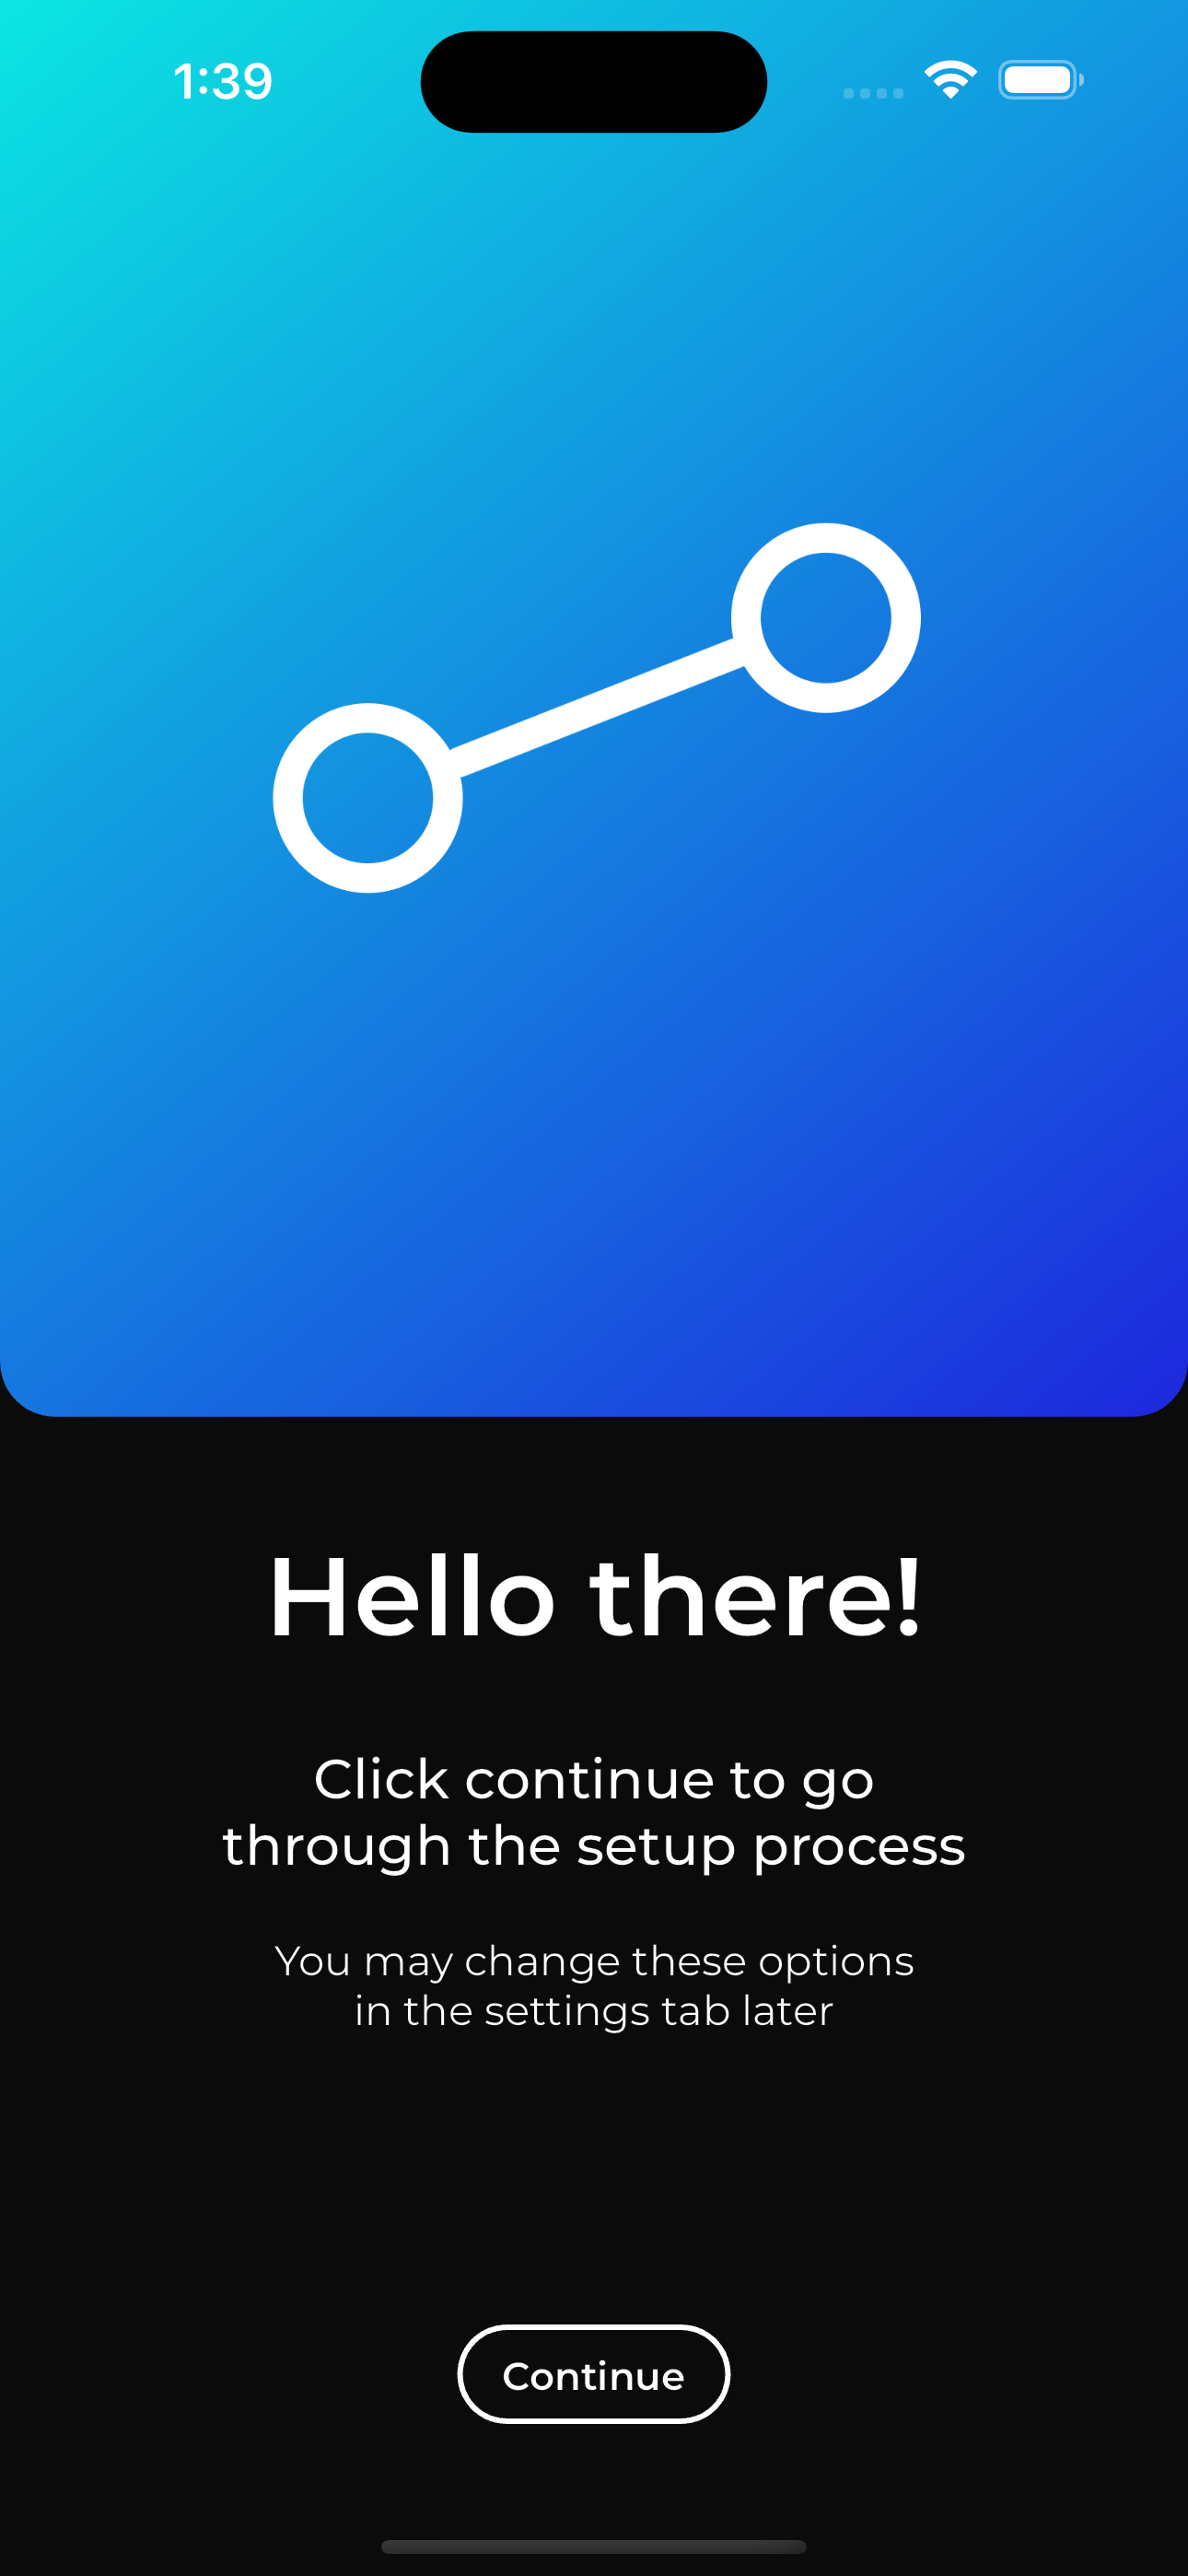 1:39
Hello there!
Click continue to go
through the setup process
You may change these options
in the settings tab later
Continue